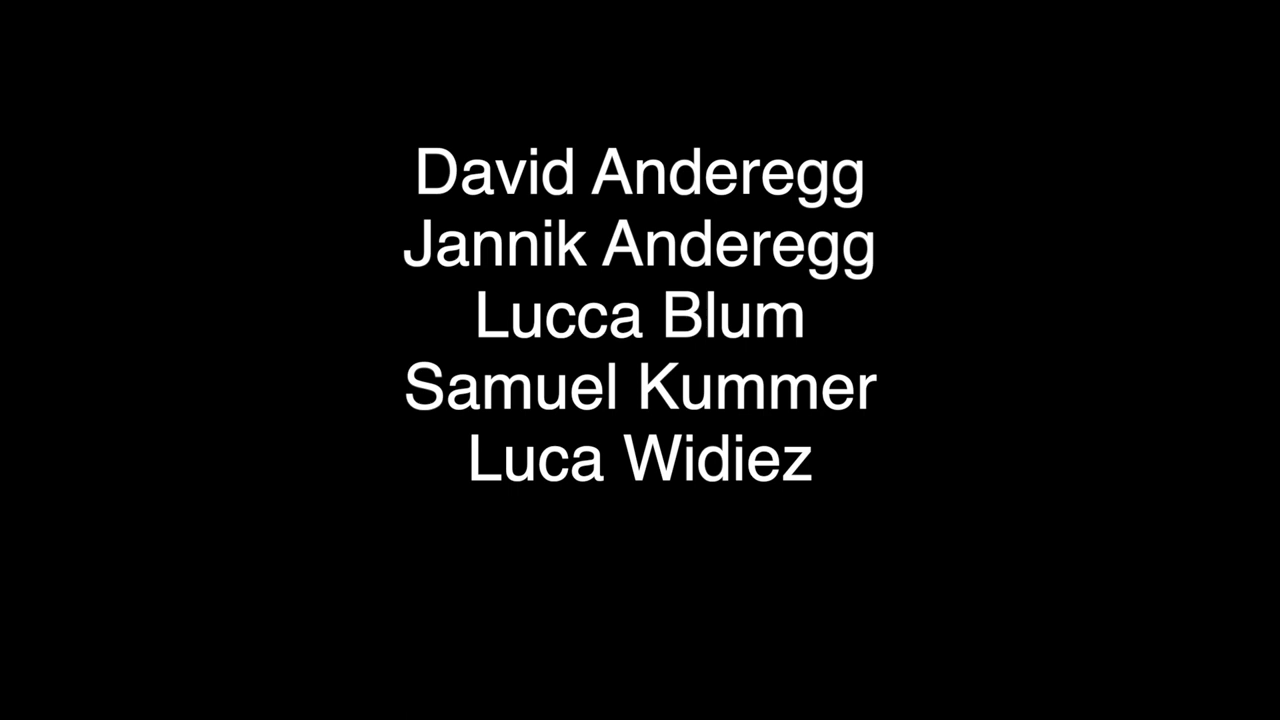 David Anderegg
Jannik Anderegg
Lucca Blum
Samuel Kummer
Luca Widiez